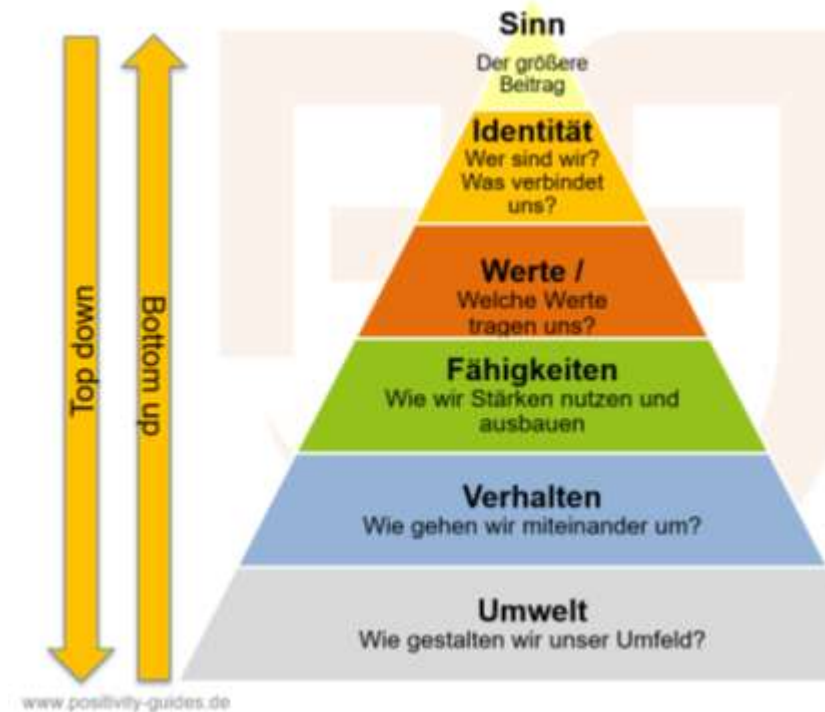 Sinn
Der größere
Beitrag
Identität
Wer sind wir?
Was verbindet
uns?
Werte /
Welche Werte
tragen uns?
Fähigkeiten
Wie wir Stärken nutzen und
ausbauen
Verhalten
Wie gehen wir miteinander um?
Umwelt
Wie gestalten wir unser Umfeld?
Top down
Bottom up
www.positivity-guides.de